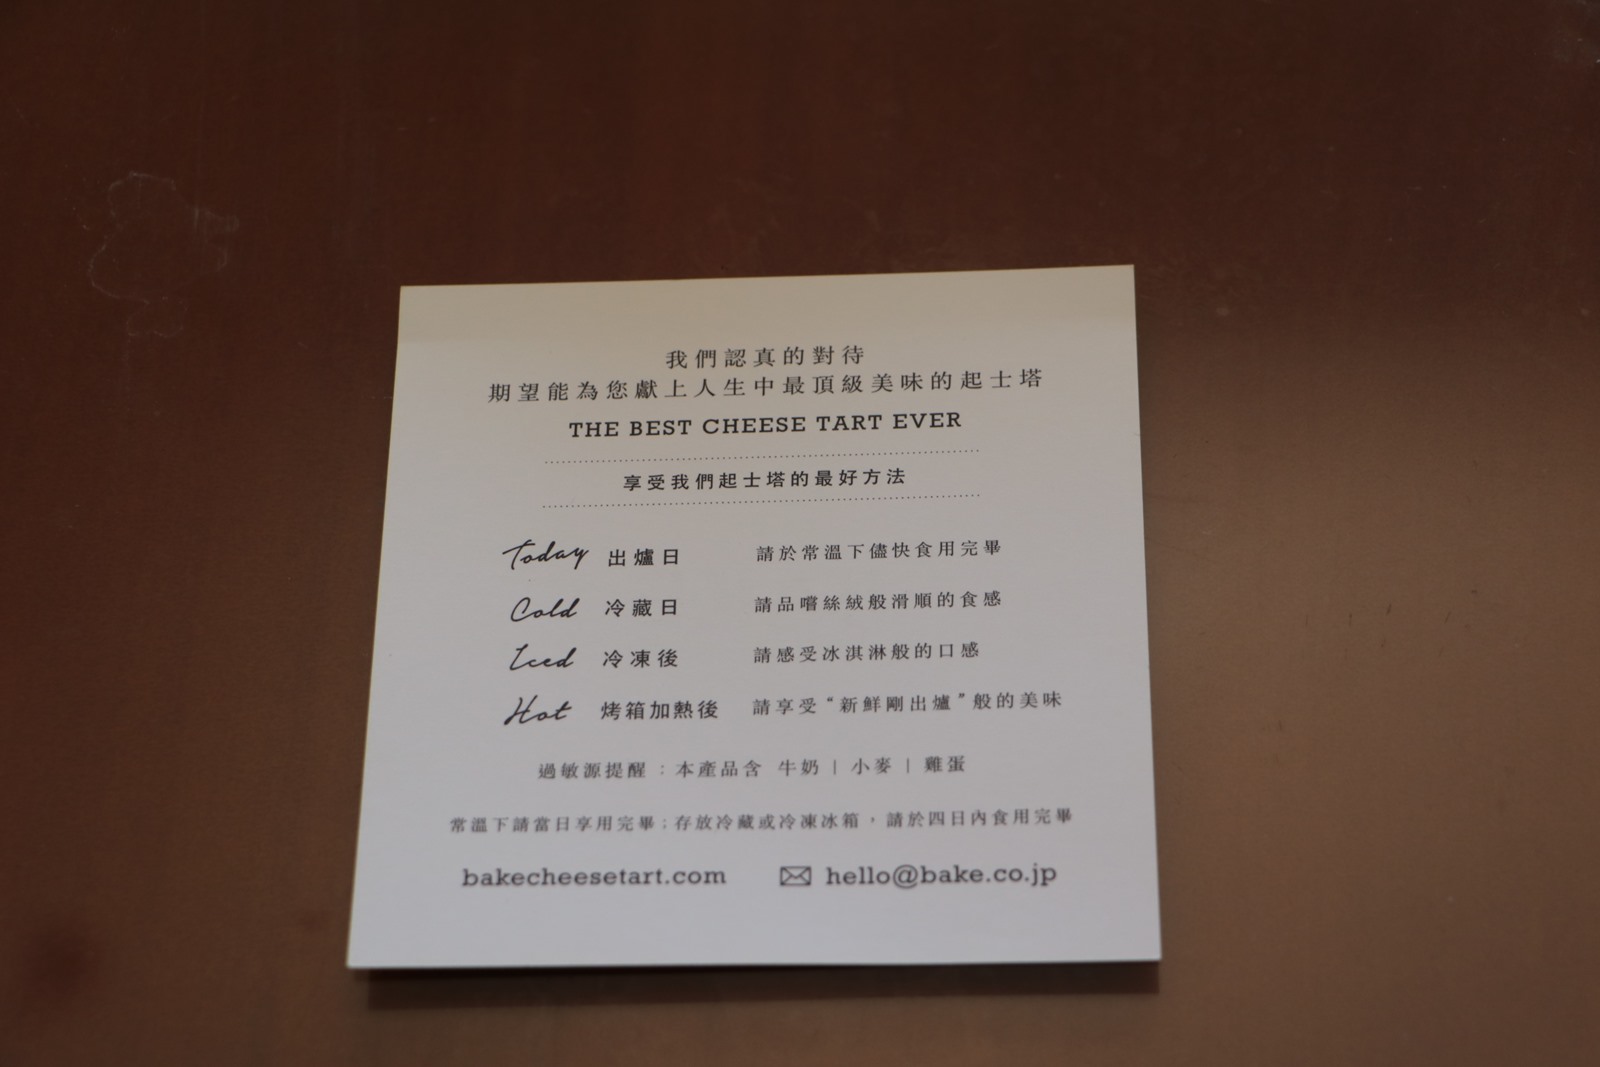 我們認真的對待
期望能為您獻上人生中最頂級美味的起士塔
THE BEST CHEESE TART EVER
享受我們起士塔的最好方法
Today 出爐日 請於常溫下儘快食用完畢
Cold 冷藏日 請品嚐絲絨般滑順的食感
Iced 冷凍後 請感受冰淇淋般的口感
Hot 烤箱加熱後 請享受“新鮮剛出爐”般的美味
過敏源提醒：本產品含 牛奶 | 小麥 | 雞蛋
常溫下請當日享用完畢；存放冷藏或冷凍冰箱，請於四日內食用完畢
bakecheesetart.com hello@bake.co.jp